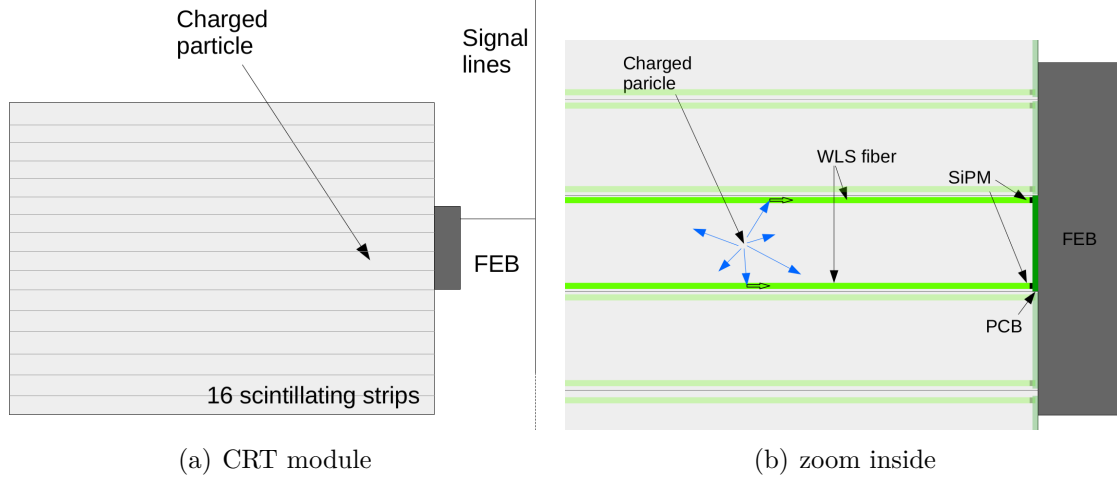 Charged
particle
Signal
lines
FEB
16 scintillating strips
(a) CRT module
Charged
paricle
WLS fiber
SiPM
FEB
PCB
(b) zoom inside